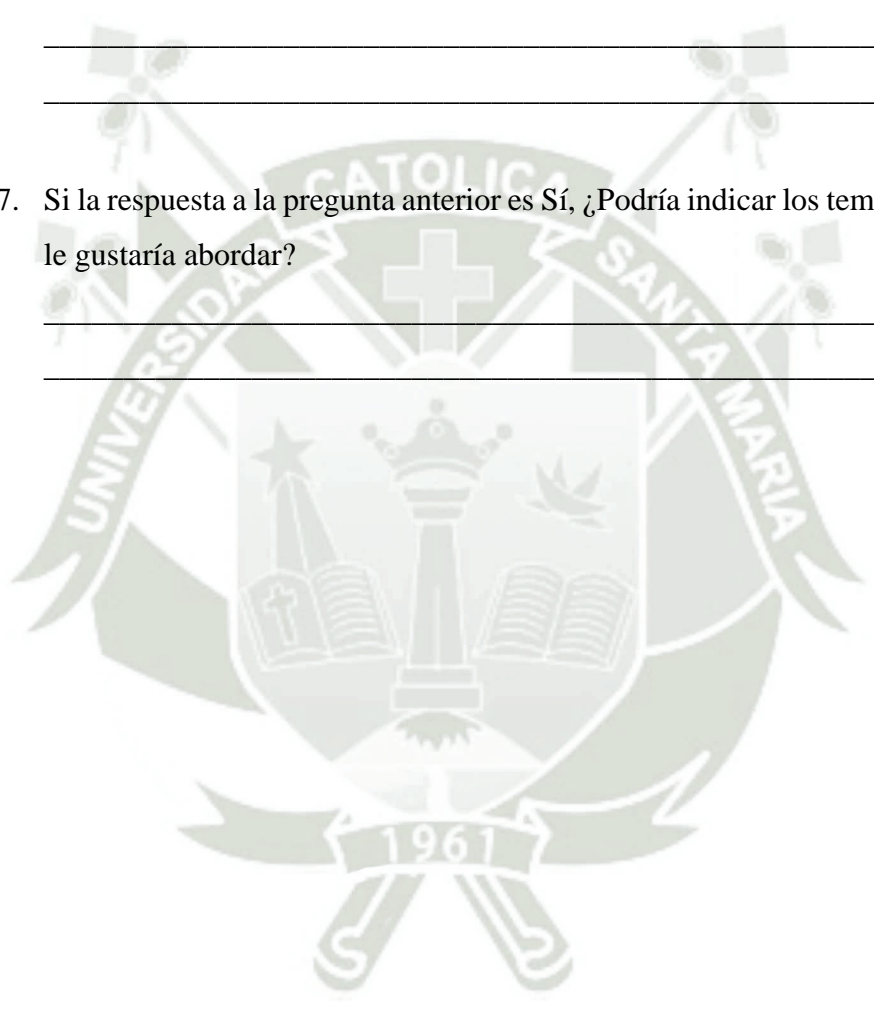 7. Si la respuesta a la pregunta anterior es Sí, ¿Podría indicar los tem
le gustaría abordar?
UNIVERSIDAD CATOLICA SANTA MARIA
1961